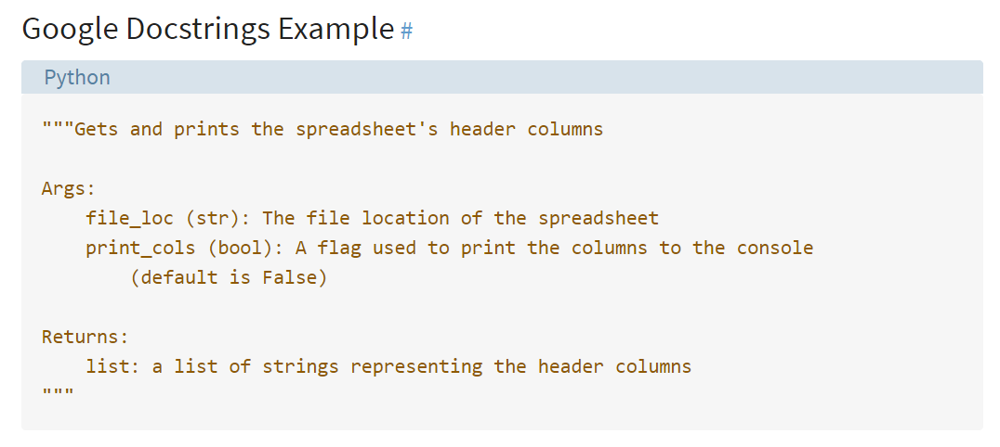 Google Docstrings Example #
Python
"""Gets and prints the spreadsheet's header columns
Args:
file_loc (str): The file location of the spreadsheet
print_cols (bool): A flag used to print the columns to the console
(default is False)
Returns:
list: a list of strings representing the header columns
"""